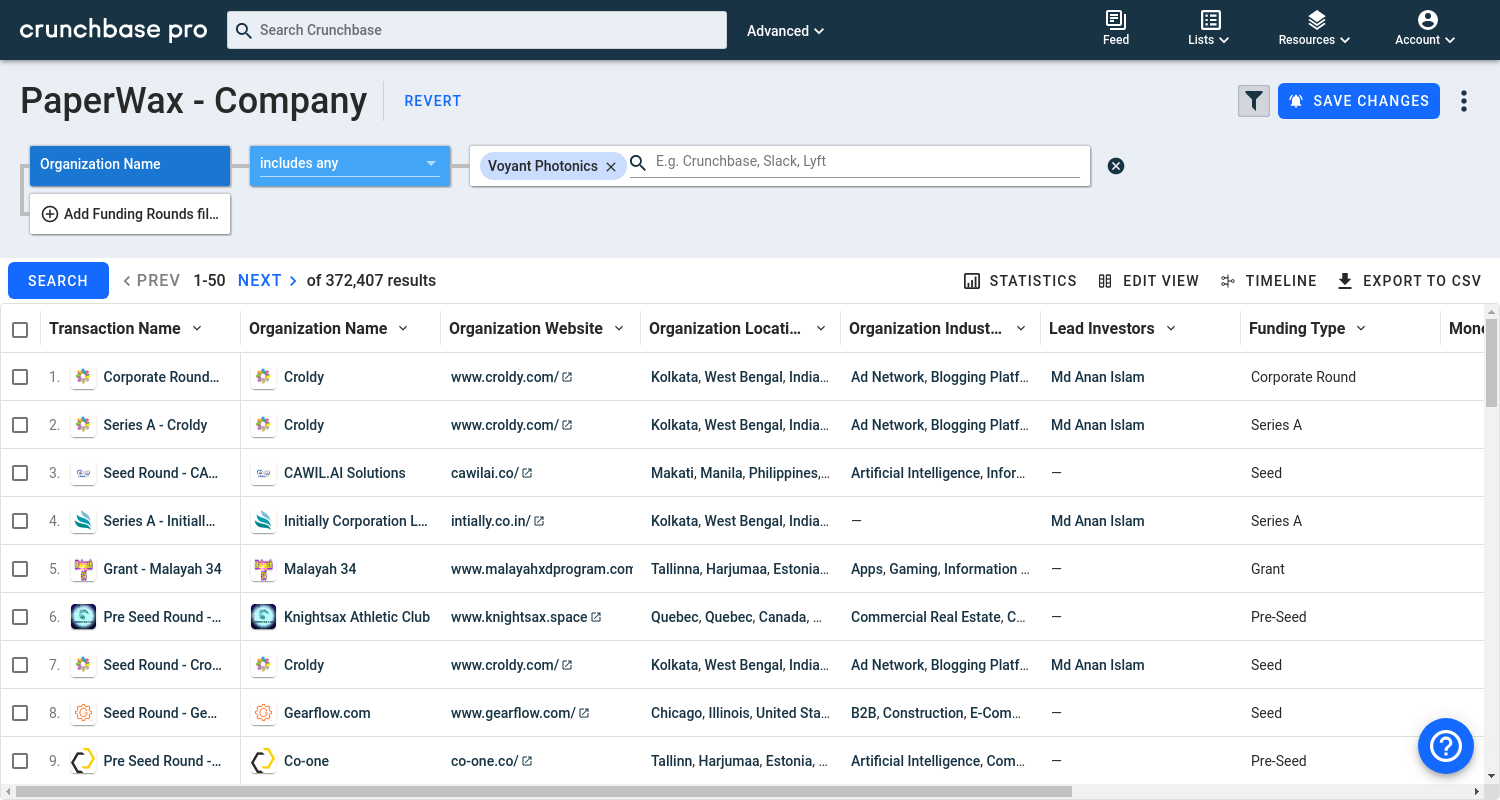 crunchbase pro
Search Crunchbase
Advanced
Feed
Lists
Resources
Account
PaperWax - Company
REVERT
SAVE CHANGES
Organization Name
includes any
Voyant Photonics
E.g. Crunchbase, Slack, Lyft
Add Funding Rounds fil...
SEARCH
PREV
1-50
NEXT
of 372,407 results
STATISTICS
EDIT VIEW
TIMELINE
EXPORT TO CSV
Transaction Name Organization Name Organization Website Organization Locati... Organization Indust... Lead Investors Funding Type Mone
1. Corporate Round... Croldy www.croldy.com/ Kolkata, West Bengal, India... Ad Network, Blogging Platf... Md Anan Islam Corporate Round
2. Series A - Croldy Croldy www.croldy.com/ Kolkata, West Bengal, India... Ad Network, Blogging Platf... Md Anan Islam Series A
3. Seed Round - CA... CAWIL.AI Solutions cawilai.co/ Makati, Manila, Philippines,... Artificial Intelligence, Infor... — Seed
4. Series A - Initiall... Initially Corporation L... intially.co.in/ Kolkata, West Bengal, India... — Md Anan Islam Series A
5. Grant - Malayah 34 Malayah 34 www.malayahxdprogram.com Tallinna, Harjumaa, Estonia... Apps, Gaming, Information ... — Grant
6. Pre Seed Round -... Knightsax Athletic Club www.knightsax.space Quebec, Quebec, Canada, ... Commercial Real Estate, C... — Pre-Seed
7. Seed Round - Cro... Croldy www.croldy.com/ Kolkata, West Bengal, India... Ad Network, Blogging Platf... Md Anan Islam Seed
8. Seed Round - Ge... Gearflow.com www.gearflow.com/ Chicago, Illinois, United Sta... B2B, Construction, E-Com... — Seed
9. Pre Seed Round -... Co-one co-one.co/ Tallinn, Harjumaa, Estonia, ... Artificial Intelligence, Com... — Pre-Seed